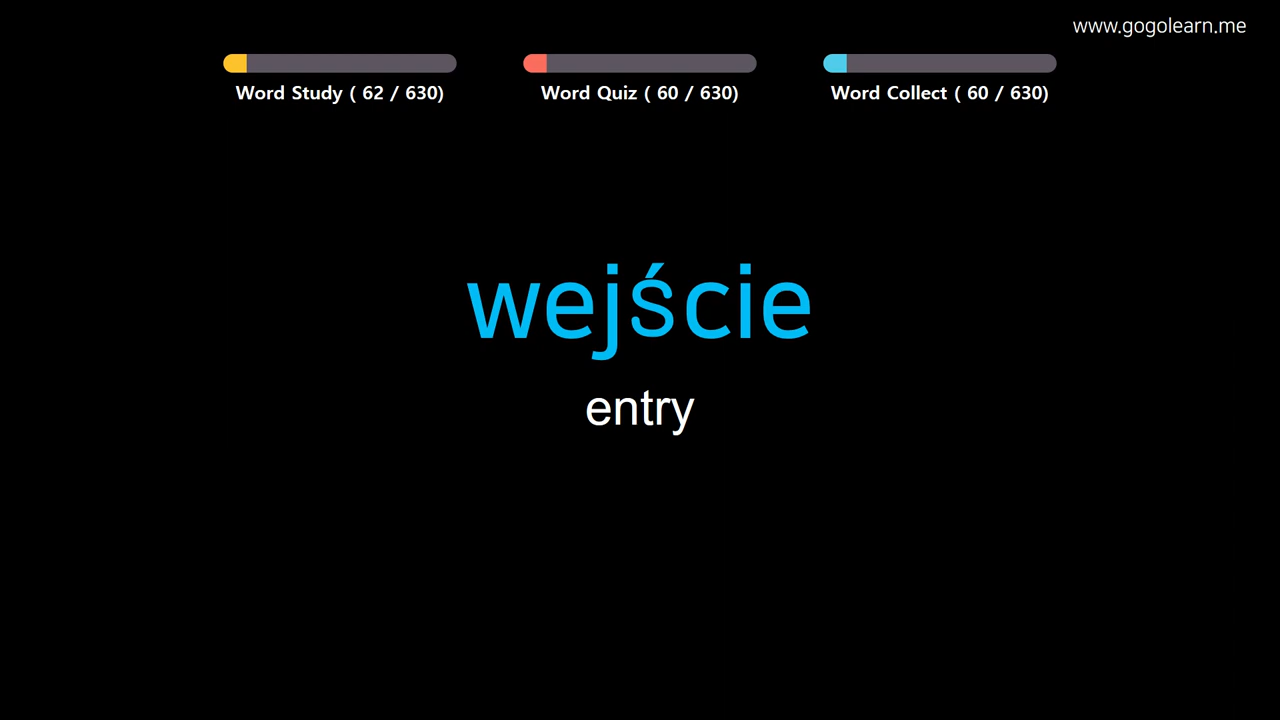 www.gogolearn.me
Word Study ( 62 / 630)
Word Quiz ( 60 / 630)
Word Collect ( 60 / 630)
wejście
entry